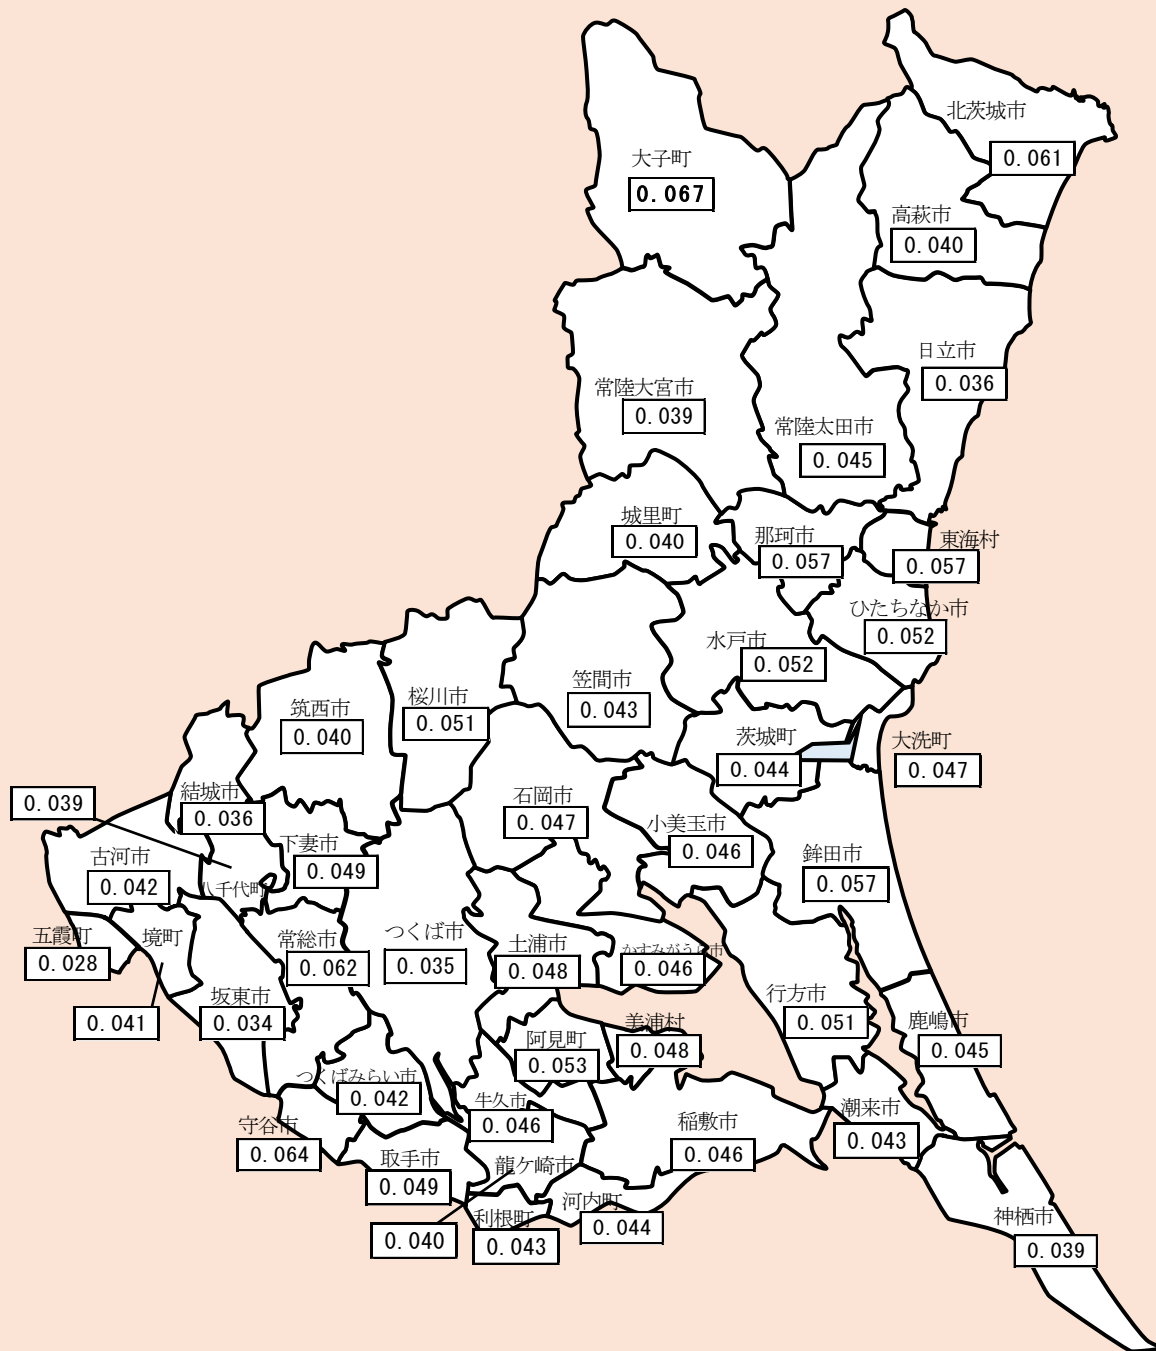 北茨城市
0.061
大子町
0.067
高萩市
0.040
日立市
0.036
常陸大宮市
0.039
常陸太田市
0.045
城里町
0.040
那珂市
0.057
東海村
0.057
ひたちなか市
0.052
水戸市
0.052
笠間市
0.043
桜川市
0.051
筑西市
0.040
茨城町
0.044
大洗町
0.047
結城市
0.036
0.039
石岡市
0.047
小美玉市
0.046
下妻市
0.049
古河市
0.042
八千代町
鉾田市
0.057
五霞町
0.028
境町
0.041
常総市
0.062
つくば市
0.035
土浦市
0.048
かすみがうら市
0.046
坂東市
0.034
行方市
0.051
鹿嶋市
0.045
阿見町
0.053
美浦村
0.048
つくばみらい市
0.042
牛久市
0.046
稲敷市
0.046
潮来市
0.043
守谷市
0.064
取手市
0.049
龍ケ崎市
0.040
利根町
0.043
河内町
0.044
神栖市
0.039